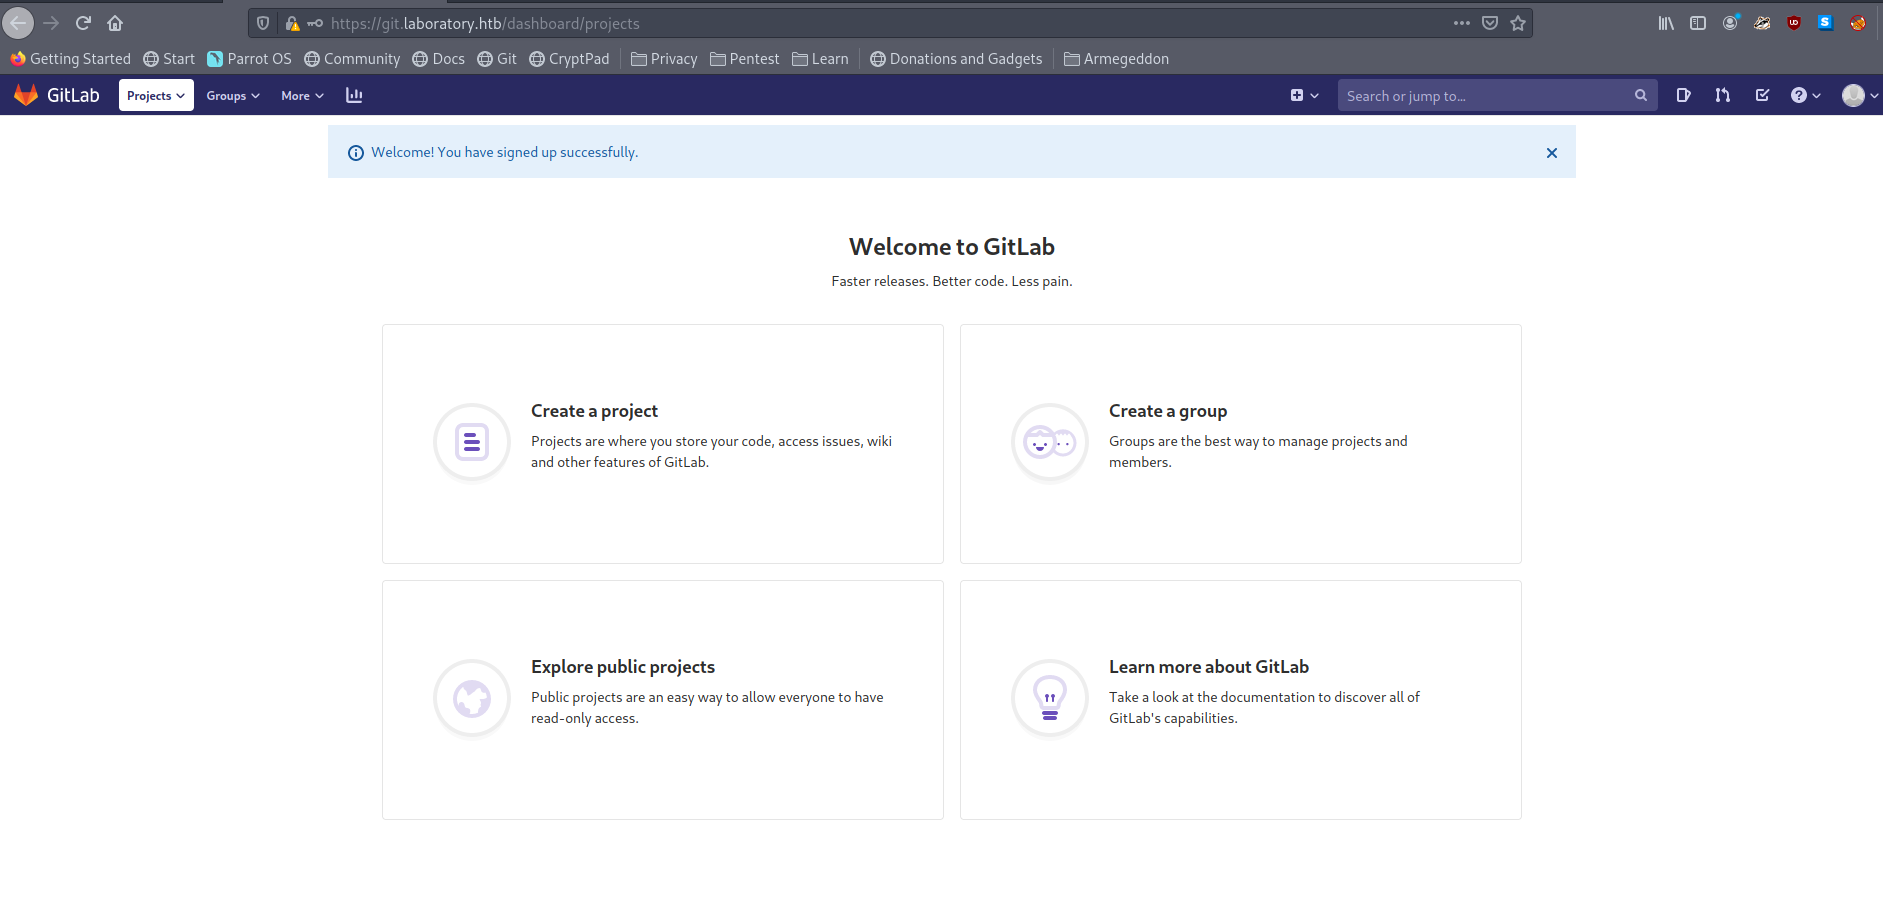 https://git.laboratory.htb/dashboard/projects
Getting Started Start Parrot OS Community Docs Git CryptPad Privacy Pentest Learn Donations and Gadgets Armegeddon
GitLab Projects Groups More Search or jump to...
Welcome! You have signed up successfully.
Welcome to GitLab
Faster releases. Better code. Less pain.
Create a project
Projects are where you store your code, access issues, wiki
and other features of GitLab.
Create a group
Groups are the best way to manage projects and
members.
Explore public projects
Public projects are an easy way to allow everyone to have
read-only access.
Learn more about GitLab
Take a look at the documentation to discover all of
GitLab's capabilities.